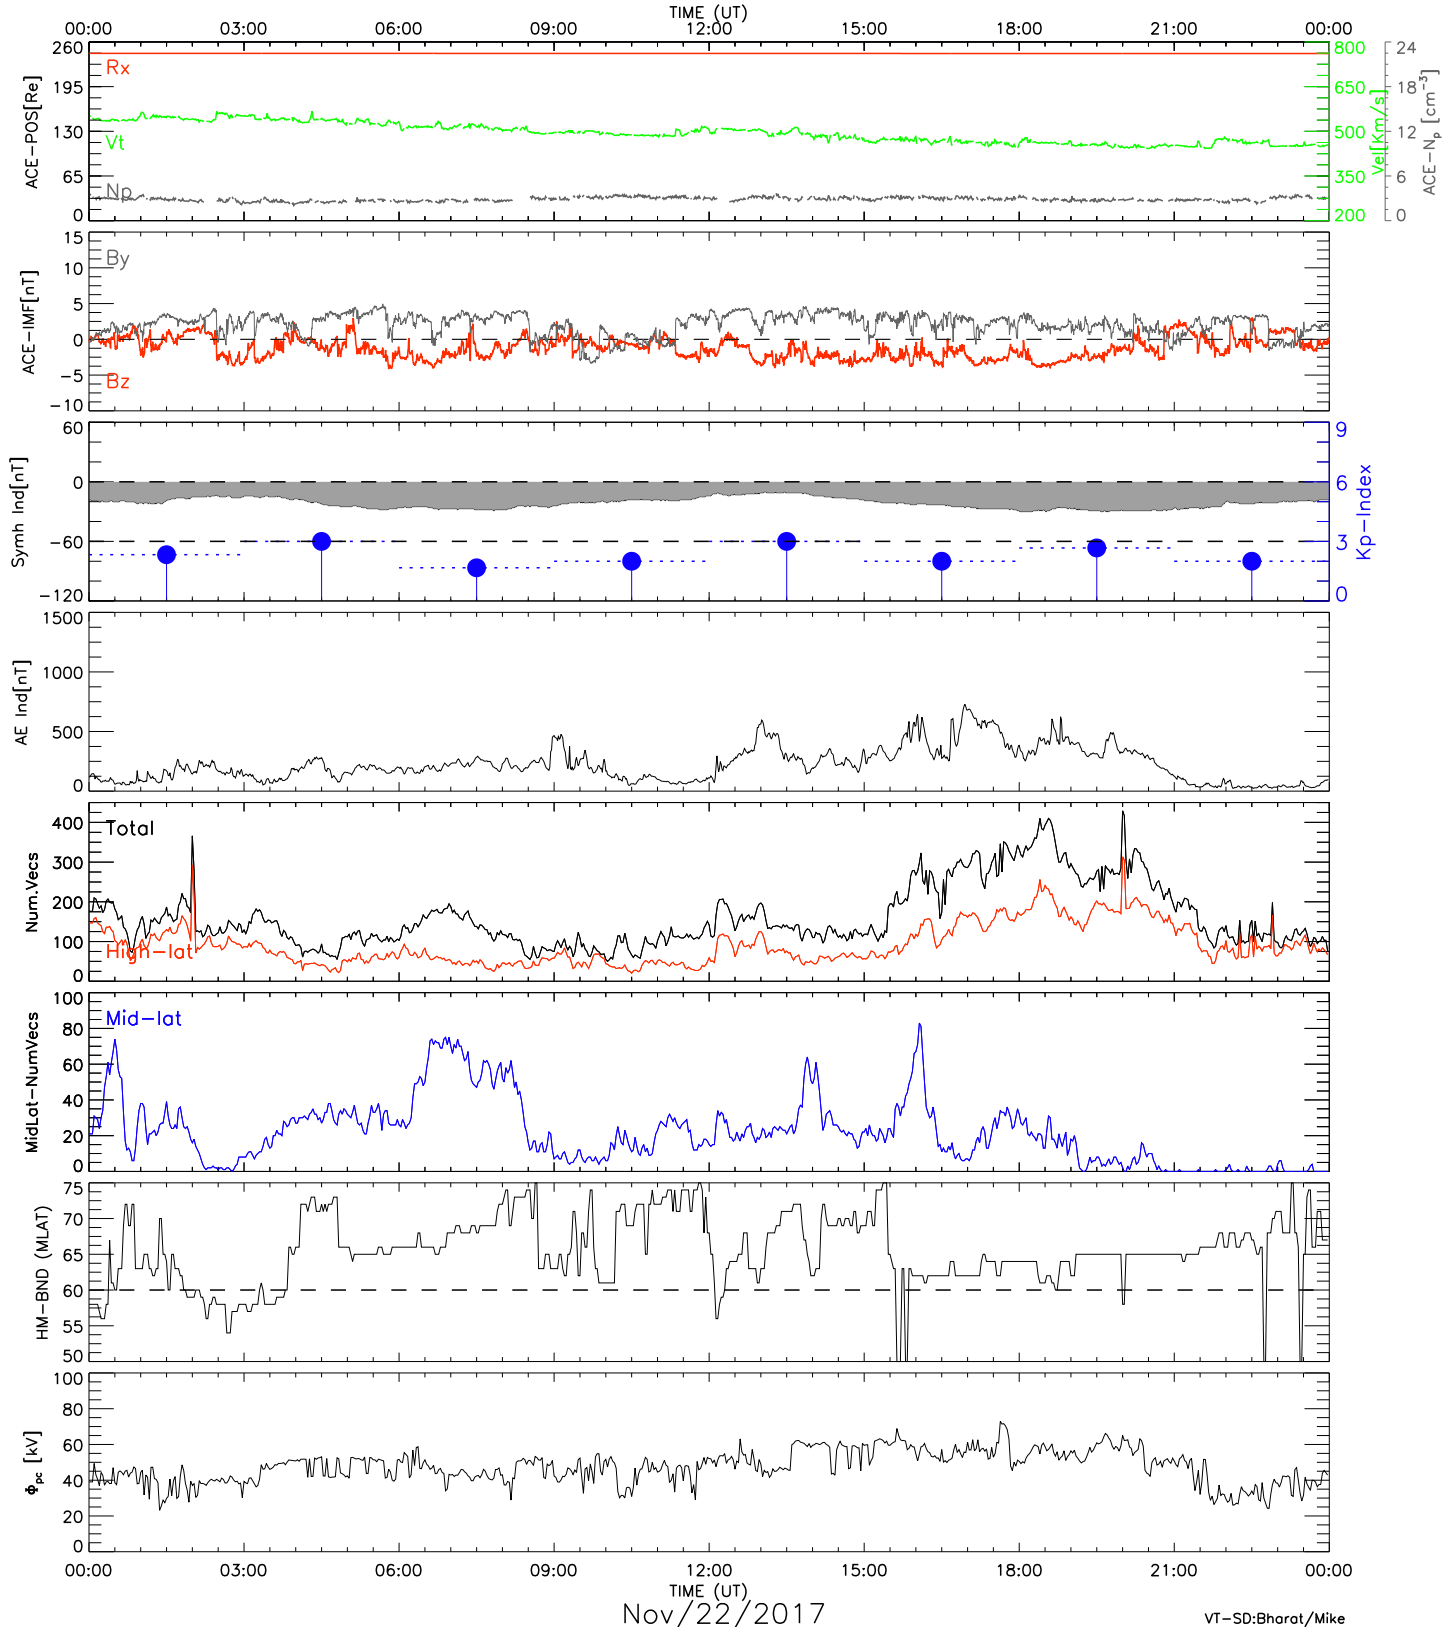 TIME (UT)
00:00 03:00 06:00 09:00 12:00 15:00 18:00 21:00 00:00
260 195 130 65 0
ACE-POS[Re]
Rx
Vt
Np
800 650 500 350 200
Vel[Km/s]
24 18 12 6 0
ACE-Np [cm-3]
15 10 5 0 -5 -10
ACE-IMF[nT]
By
Bz
60 0 -60 -120
Symh Ind[nT]
9 6 3 0
Kp-Index
1500 1000 500 0
AE Ind[nT]
400 300 200 100 0
Num.Vecs
Total
High-lat
100 80 60 40 20 0
MidLat-NumVecs
Mid-lat
75 70 65 60 55 50
HM-BND (MLAT)
100 80 60 40 20 0
Φpc [kV]
00:00 03:00 06:00 09:00 12:00 15:00 18:00 21:00 00:00
TIME (UT)
Nov/22/2017
VT-SD:Bharat/Mike